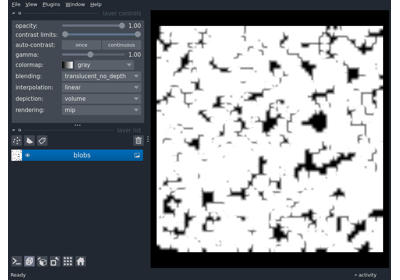 File View Plugins Window Help
layer controls
opacity: 1.00
contrast limits:
auto-contrast: once continuous
gamma: 1.00
colormap: gray
blending: translucent_no_depth
interpolation: linear
depiction: volume
rendering: mip
layer list
blobs
Ready activity